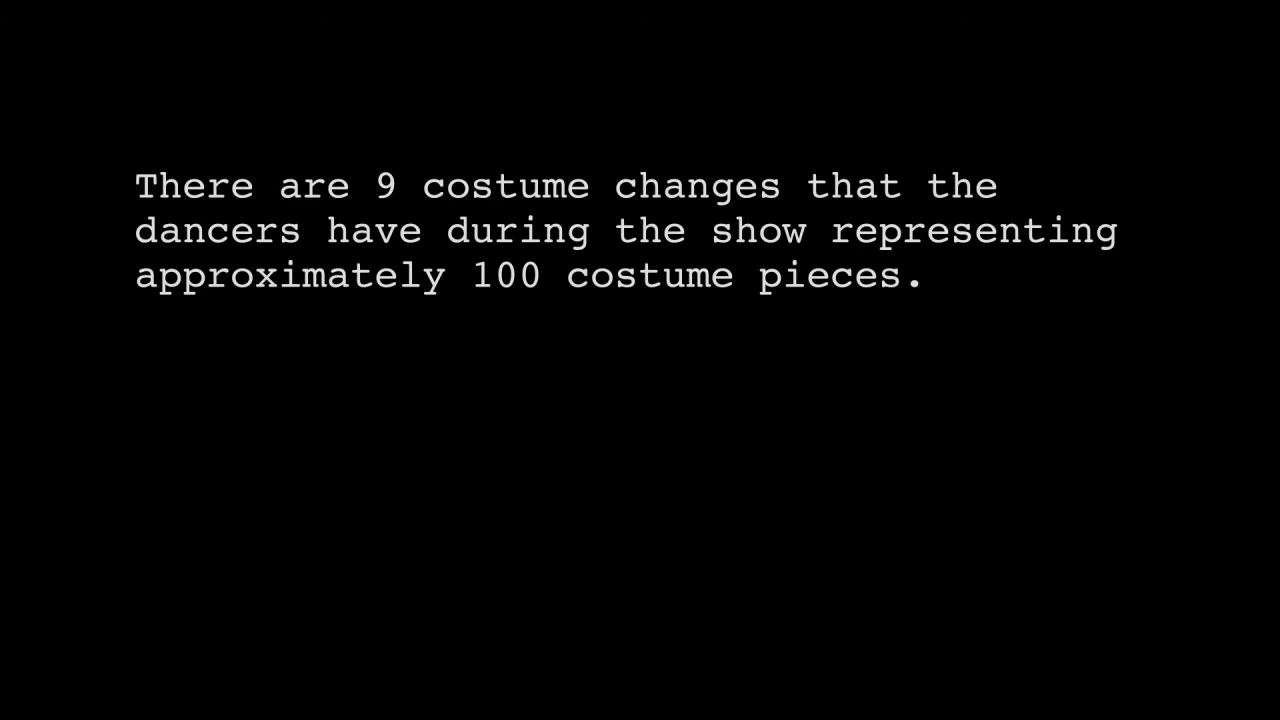 There are 9 costume changes that the
dancers have during the show representing
approximately 100 costume pieces.